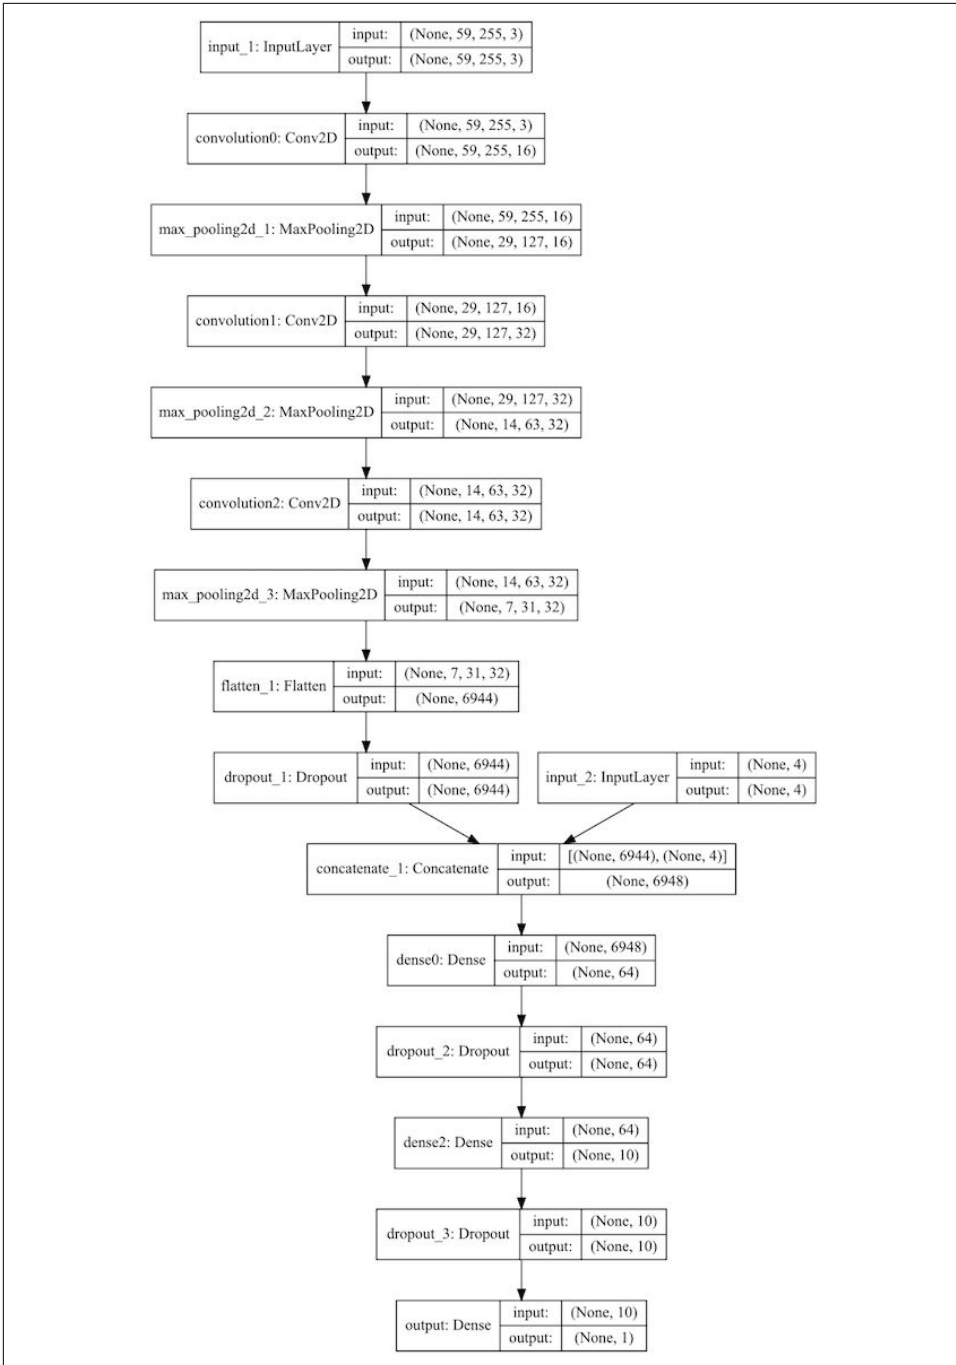 input_1: InputLayer
input: (None, 59, 255, 3)
output: (None, 59, 255, 3)
convolution0: Conv2D
input: (None, 59, 255, 3)
output: (None, 59, 255, 16)
max_pooling2d_1: MaxPooling2D
input: (None, 59, 255, 16)
output: (None, 29, 127, 16)
convolution1: Conv2D
input: (None, 29, 127, 16)
output: (None, 29, 127, 32)
max_pooling2d_2: MaxPooling2D
input: (None, 29, 127, 32)
output: (None, 14, 63, 32)
convolution2: Conv2D
input: (None, 14, 63, 32)
output: (None, 14, 63, 32)
max_pooling2d_3: MaxPooling2D
input: (None, 14, 63, 32)
output: (None, 7, 31, 32)
flatten_1: Flatten
input: (None, 7, 31, 32)
output: (None, 6944)
dropout_1: Dropout
input: (None, 6944)
output: (None, 6944)
input_2: InputLayer
input: (None, 4)
output: (None, 4)
concatenate_1: Concatenate
input: [(None, 6944), (None, 4)]
output: (None, 6948)
dense0: Dense
input: (None, 6948)
output: (None, 64)
dropout_2: Dropout
input: (None, 64)
output: (None, 64)
dense2: Dense
input: (None, 64)
output: (None, 10)
dropout_3: Dropout
input: (None, 10)
output: (None, 10)
output: Dense
input: (None, 10)
output: (None, 1)